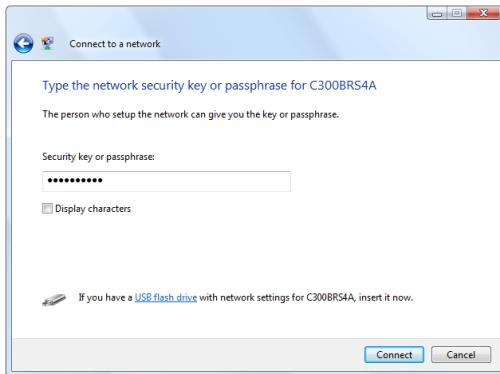 Connect to a network
Type the network security key or passphrase for C300BRS4A
The person who setup the network can give you the key or passphrase.
Security key or passphrase:
••••••••••
Display characters
If you have a USB flash drive with network settings for C300BRS4A, insert it now.
Connect Cancel